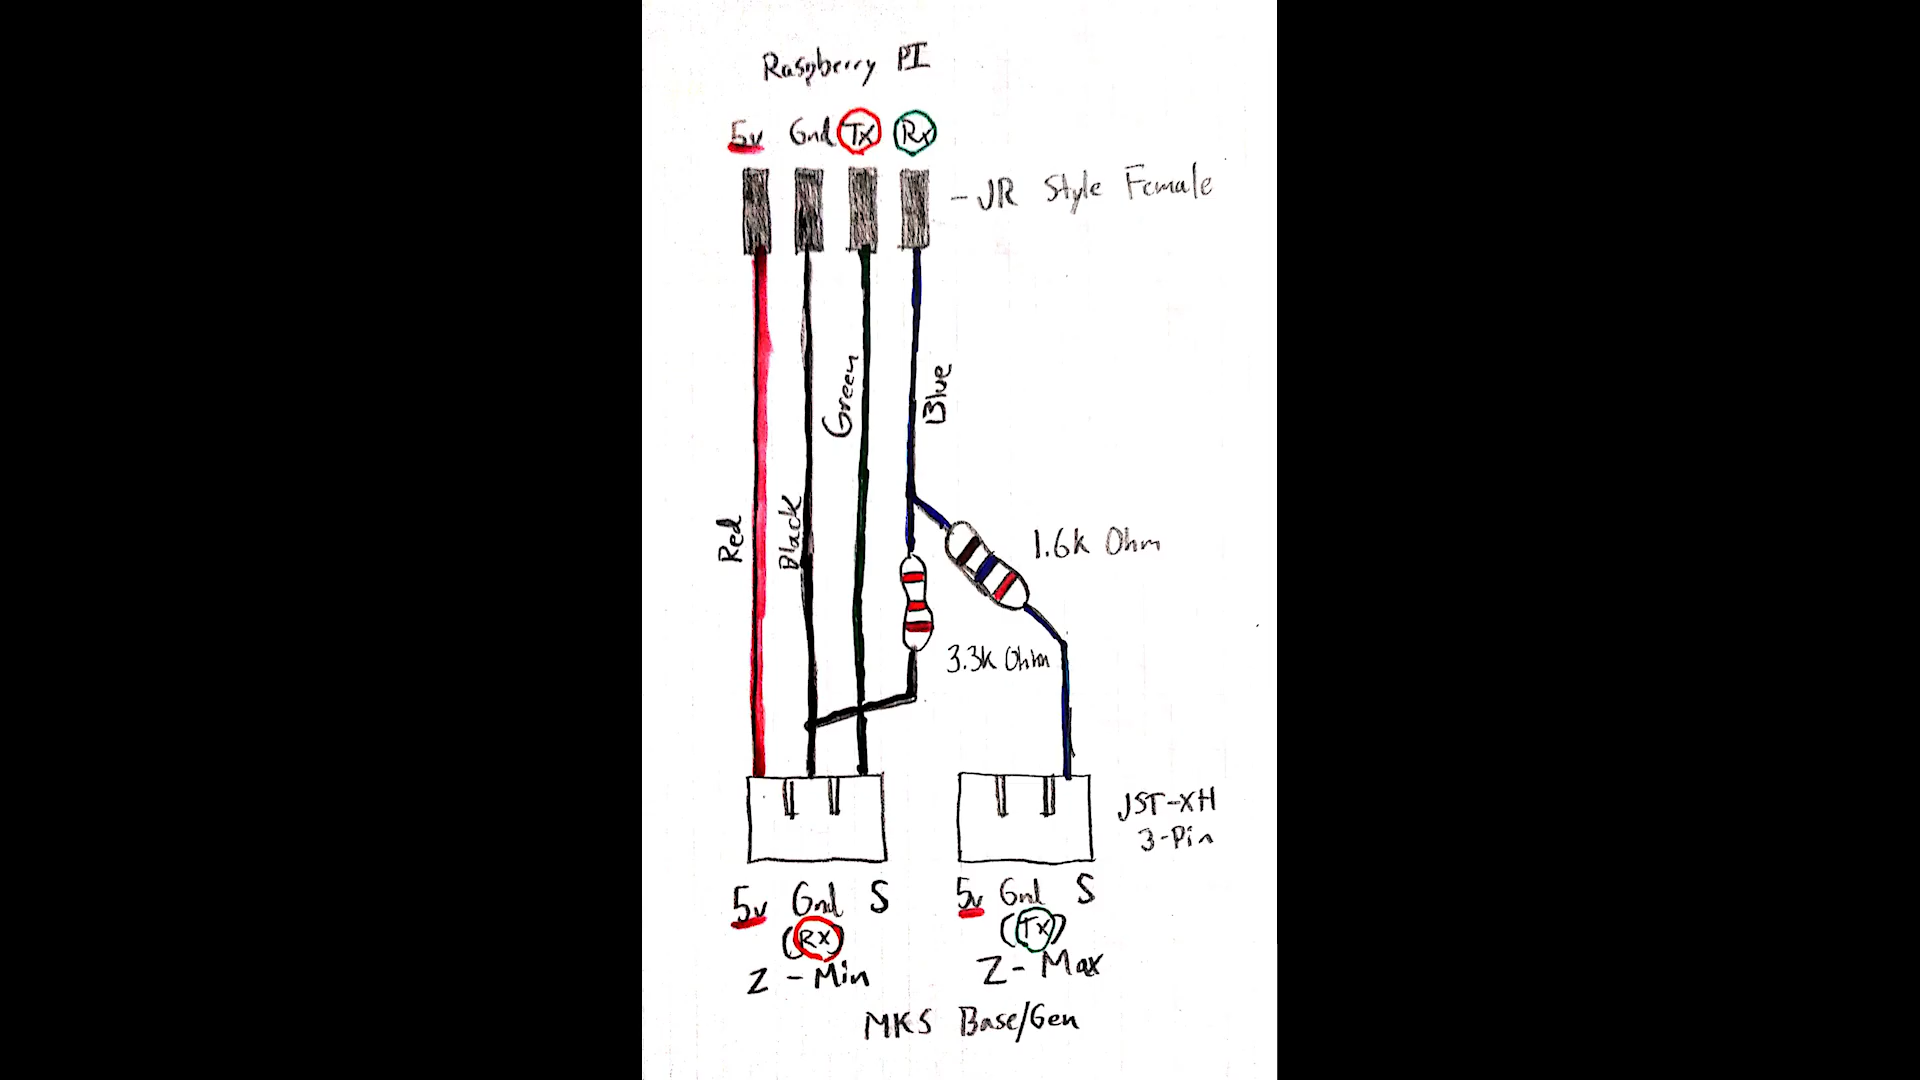 Raspberry PI
5v Gnd Tx Rx
-JR Style Female
Green
Blue
Red
Black
1.6k Ohm
3.3k Ohm
JST-XH
3-Pin
5v Gnd S
(RX)
Z-Min
5v Gnd S
(Tx)
Z-Max
MKS Base/Gen